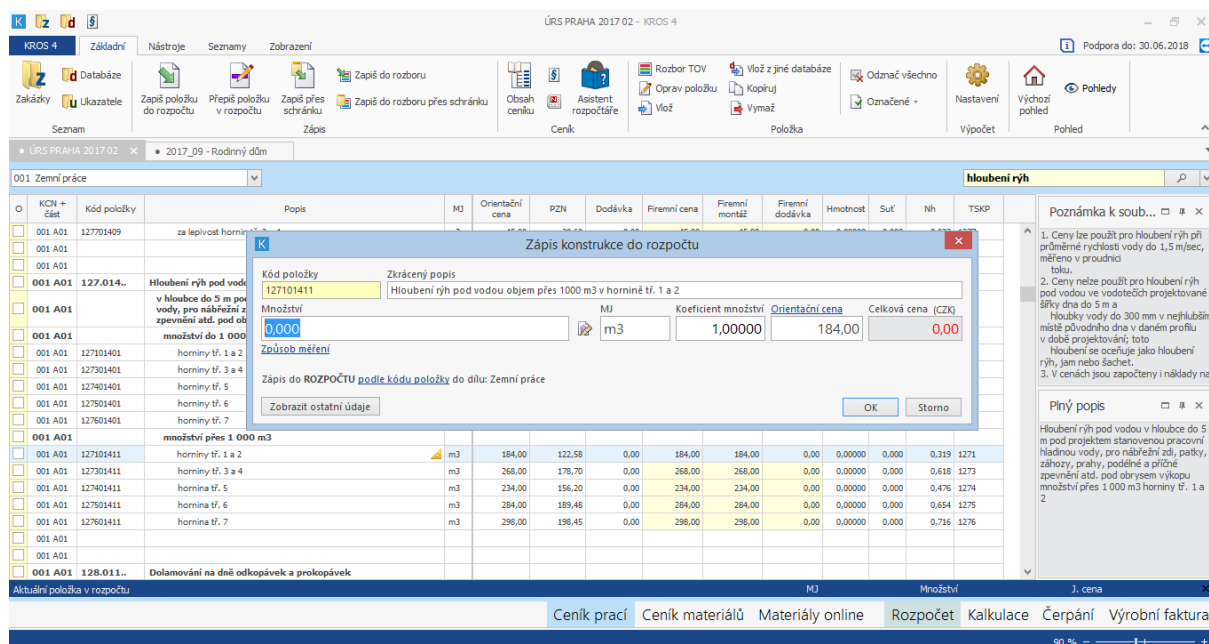 ÚRS PRAHA 2017 02 - KROS 4
KROS 4 Základní Nástroje Seznamy Zobrazení Podpora do: 30.06.2018
Zakázky Databáze Ukazatele
Seznam
Zapiš položku do rozpočtu
Přepiš položku v rozpočtu
Zapiš přes schránku
Zapiš do rozboru
Zapiš do rozboru přes schránku
Zápis
Obsah ceníku
Asistent rozpočtáře
Ceník
Rozbor TOV
Oprav položku
Vlož
Vlož z jiné databáze
Kopíruj
Vymaž
Označ všechno
Označené
Položka
Nastavení
Výpočet
Výchozí pohled
Pohledy
Pohled
ÚRS PRAHA 2017 02 2017_09 - Rodinný dům
001 Zemní práce hloubení rýh
O KCN + část Kód položky Popis MJ Orientační cena PZN Dodávka Firemní cena Firemní montáž Firemní dodávka Hmotnost Suť Nh TSKP
001 A01 127701409
001 A01
001 A01
001 A01 127.014.. Hloubení rýh pod
001 A01 v hloubce do 5 m
vody, pro nábřežní
zpevnění atd. pod
001 A01 množství do 1 000
001 A01 127101401 horniny tř. 1 a 2
001 A01 127301401 horniny tř. 3 a 4
001 A01 127401401 horniny tř. 5
001 A01 127501401 horniny tř. 6
001 A01 127601401 horniny tř. 7
001 A01 množství přes 1 000 m3
001 A01 127101411 horniny tř. 1 a 2 m3 184,00 122,58 0,00 184,00 184,00 0,00 0,00000 0,000 0,319 1271
001 A01 127301411 horniny tř. 3 a 4 m3 268,00 178,70 0,00 268,00 268,00 0,00 0,00000 0,000 0,618 1273
001 A01 127401411 hornina tř. 5 m3 234,00 156,20 0,00 234,00 234,00 0,00 0,00000 0,000 0,476 1274
001 A01 127501411 hornina tř. 6 m3 284,00 189,48 0,00 284,00 284,00 0,00 0,00000 0,000 0,654 1275
001 A01 127601411 hornina tř. 7 m3 298,00 198,45 0,00 298,00 298,00 0,00 0,00000 0,000 0,716 1276
001 A01
001 A01
001 A01 128.011.. Dolamování na dně odkopávek a prokopávek
Zápis konstrukce do rozpočtu
Kód položky Zkrácený popis
127101411 Hloubení rýh pod vodou objem přes 1000 m3 v hornině tř. 1 a 2
Množství MJ Koeficient množství Orientační cena Celková cena (CZK)
0,000 m3 1,00000 184,00 0,00
Způsob měření
Zápis do ROZPOČTU podle kódu položky do dílu: Zemní práce
Zobrazit ostatní údaje OK Storno
Poznámka k soub...
1. Ceny lze použít pro hloubení rýh při
průměrné rychlosti vody do 1,5 m/sec,
měřeno v proudnici
toku.
2. Ceny nelze použít pro hloubení rýh
pod vodou ve vodotečích projektované
šířky dna do 5 m a
hloubky vody do 300 mm v nejhlubším
místě původního dna v daném profilu
v době projektování; toto
hloubení se oceňuje jako hloubení
rýh, jam nebo šachet.
3. V cenách jsou započteny i náklady na
Plný popis
Hloubení rýh pod vodou v hloubce do 5
m pod projektem stanovenou pracovní
hladinou vody, pro nábřežní zdi, patky,
záhozy, prahy, podélné a příčné
zpevnění atd. pod obrysem výkopu
množství přes 1 000 m3 horniny tř. 1 a
2
Aktuální položka v rozpočtu MJ Množství J. cena
Ceník prací Ceník materiálů Materiály online Rozpočet Kalkulace Čerpání Výrobní faktura
90 %